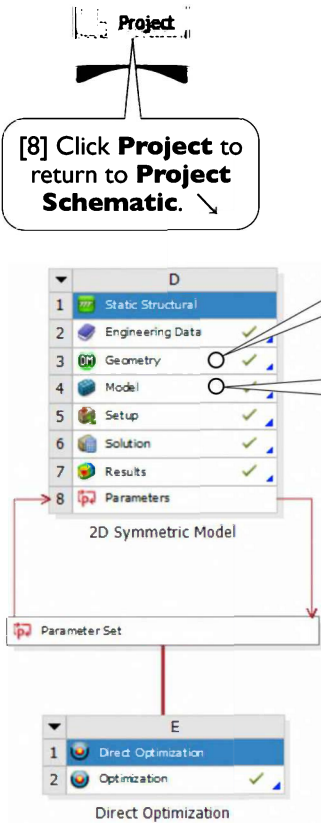 Project
[8] Click Project to
return to Project
Schematic. ↘
D
1 Static Structural
2 Engineering Data ✓
3 Geometry ✓
4 Model ✓
5 Setup ✓
6 Solution ✓
7 Results ✓
8 Parameters
2D Symmetric Model
Parameter Set
E
1 Direct Optimization
2 Optimization ✓
Direct Optimization